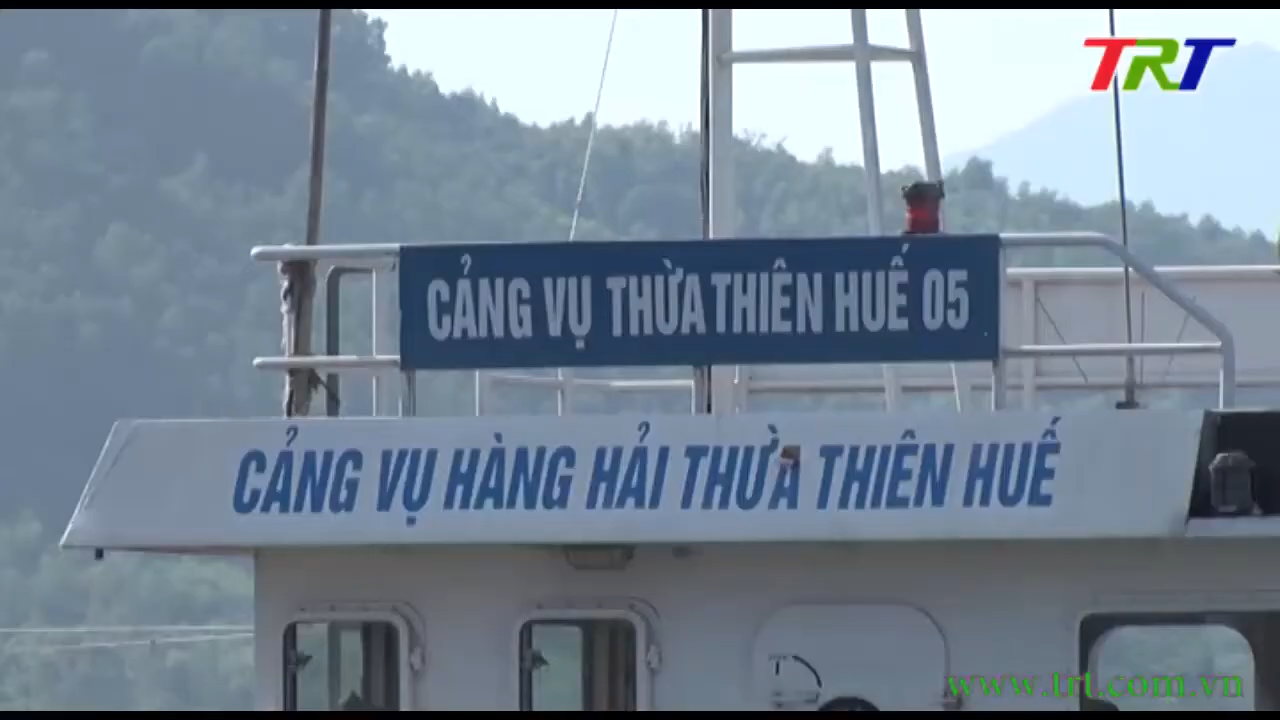 TRT
CẢNG VỤ THỪA THIÊN HUẾ 05
CẢNG VỤ HÀNG HẢI THỪA THIÊN HUẾ
www.trt.com.vn